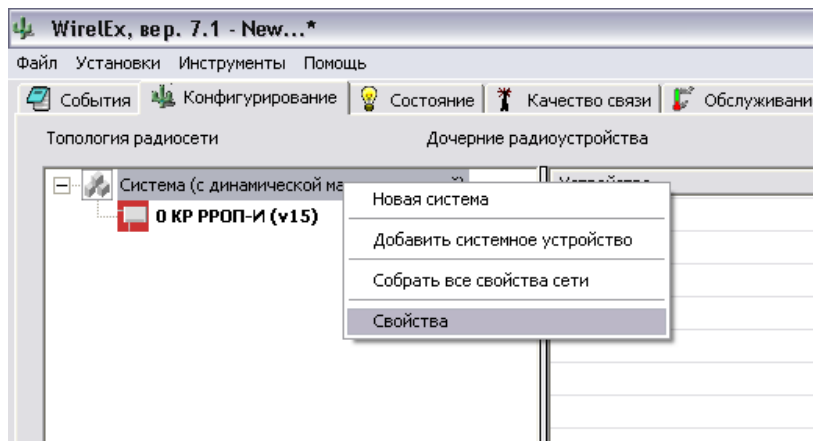 WirelEx, вер. 7.1 - New...*
Файл Установки Инструменты Помощь
События Конфигурирование Состояние Качество связи Обслуживани
Топология радиосети Дочерние радиоустройства
Система (с динамической
0 КР РРОП-И (v15)
Новая система
Добавить системное устройство
Собрать все свойства сети
Свойства